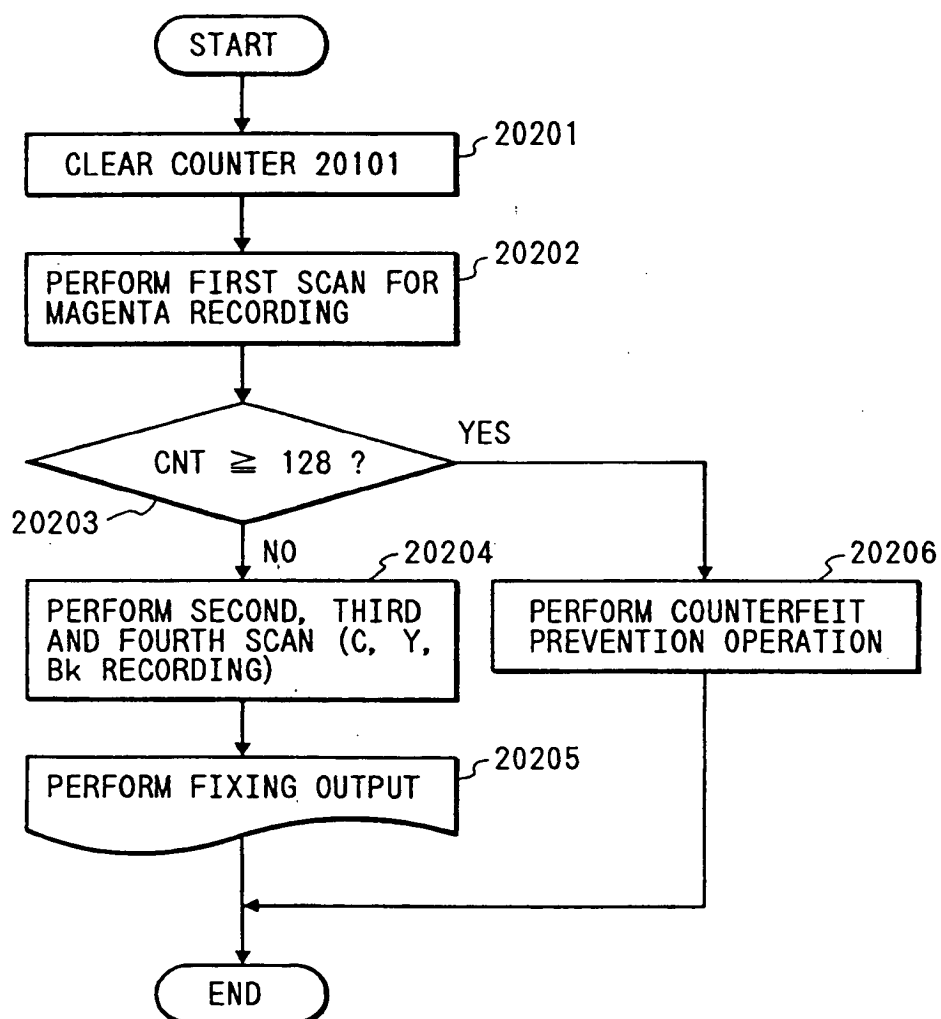 START
20201
CLEAR COUNTER 20101
20202
PERFORM FIRST SCAN FOR
MAGENTA RECORDING
YES
CNT ≧ 128 ?
20203
NO
20204
20206
PERFORM SECOND, THIRD
AND FOURTH SCAN (C, Y,
Bk RECORDING)
PERFORM COUNTERFEIT
PREVENTION OPERATION
20205
PERFORM FIXING OUTPUT
END